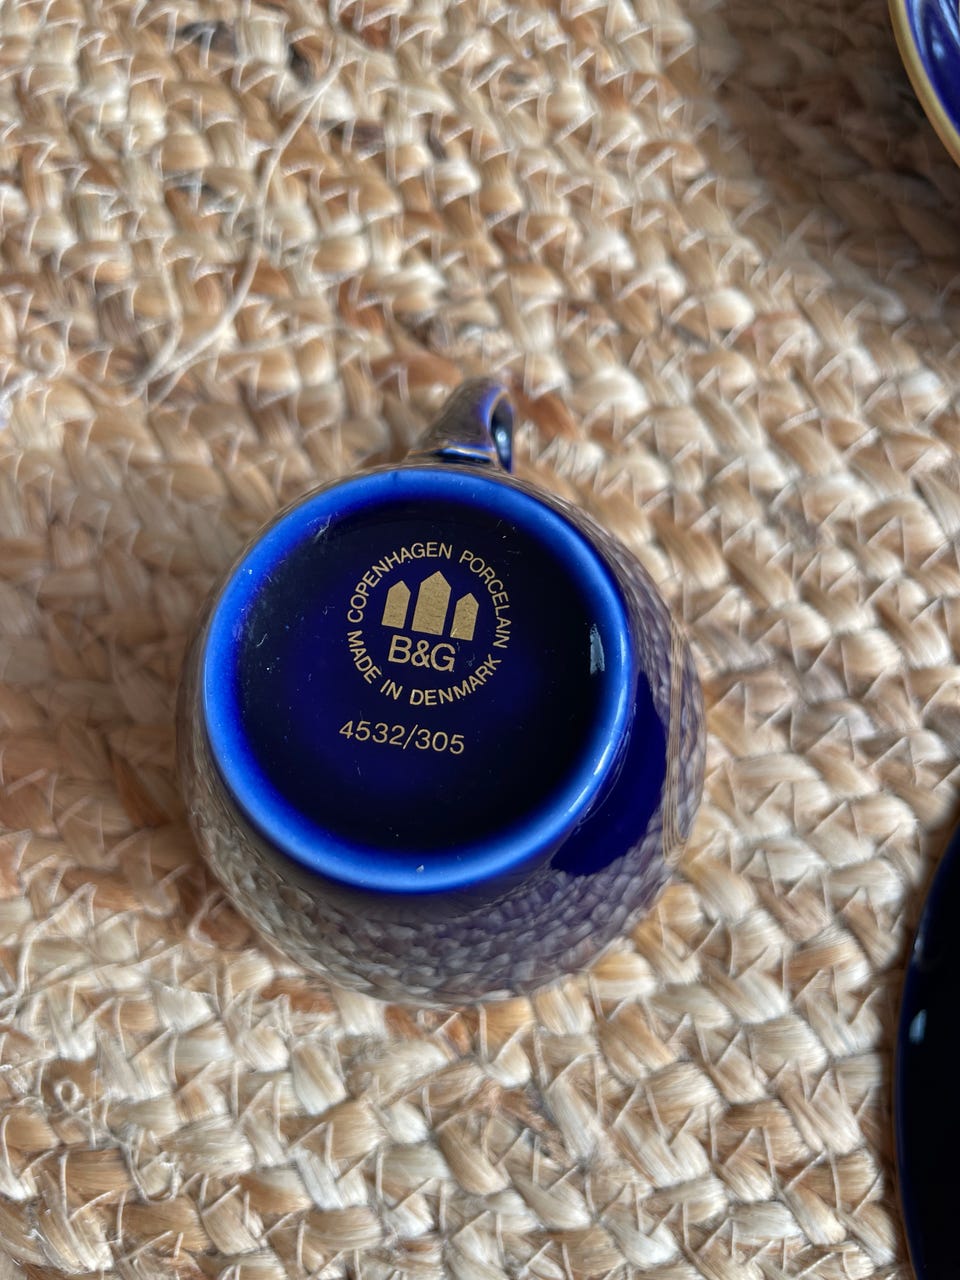 COPENHAGEN PORCELAIN
B&G
MADE IN DENMARK
4532/305